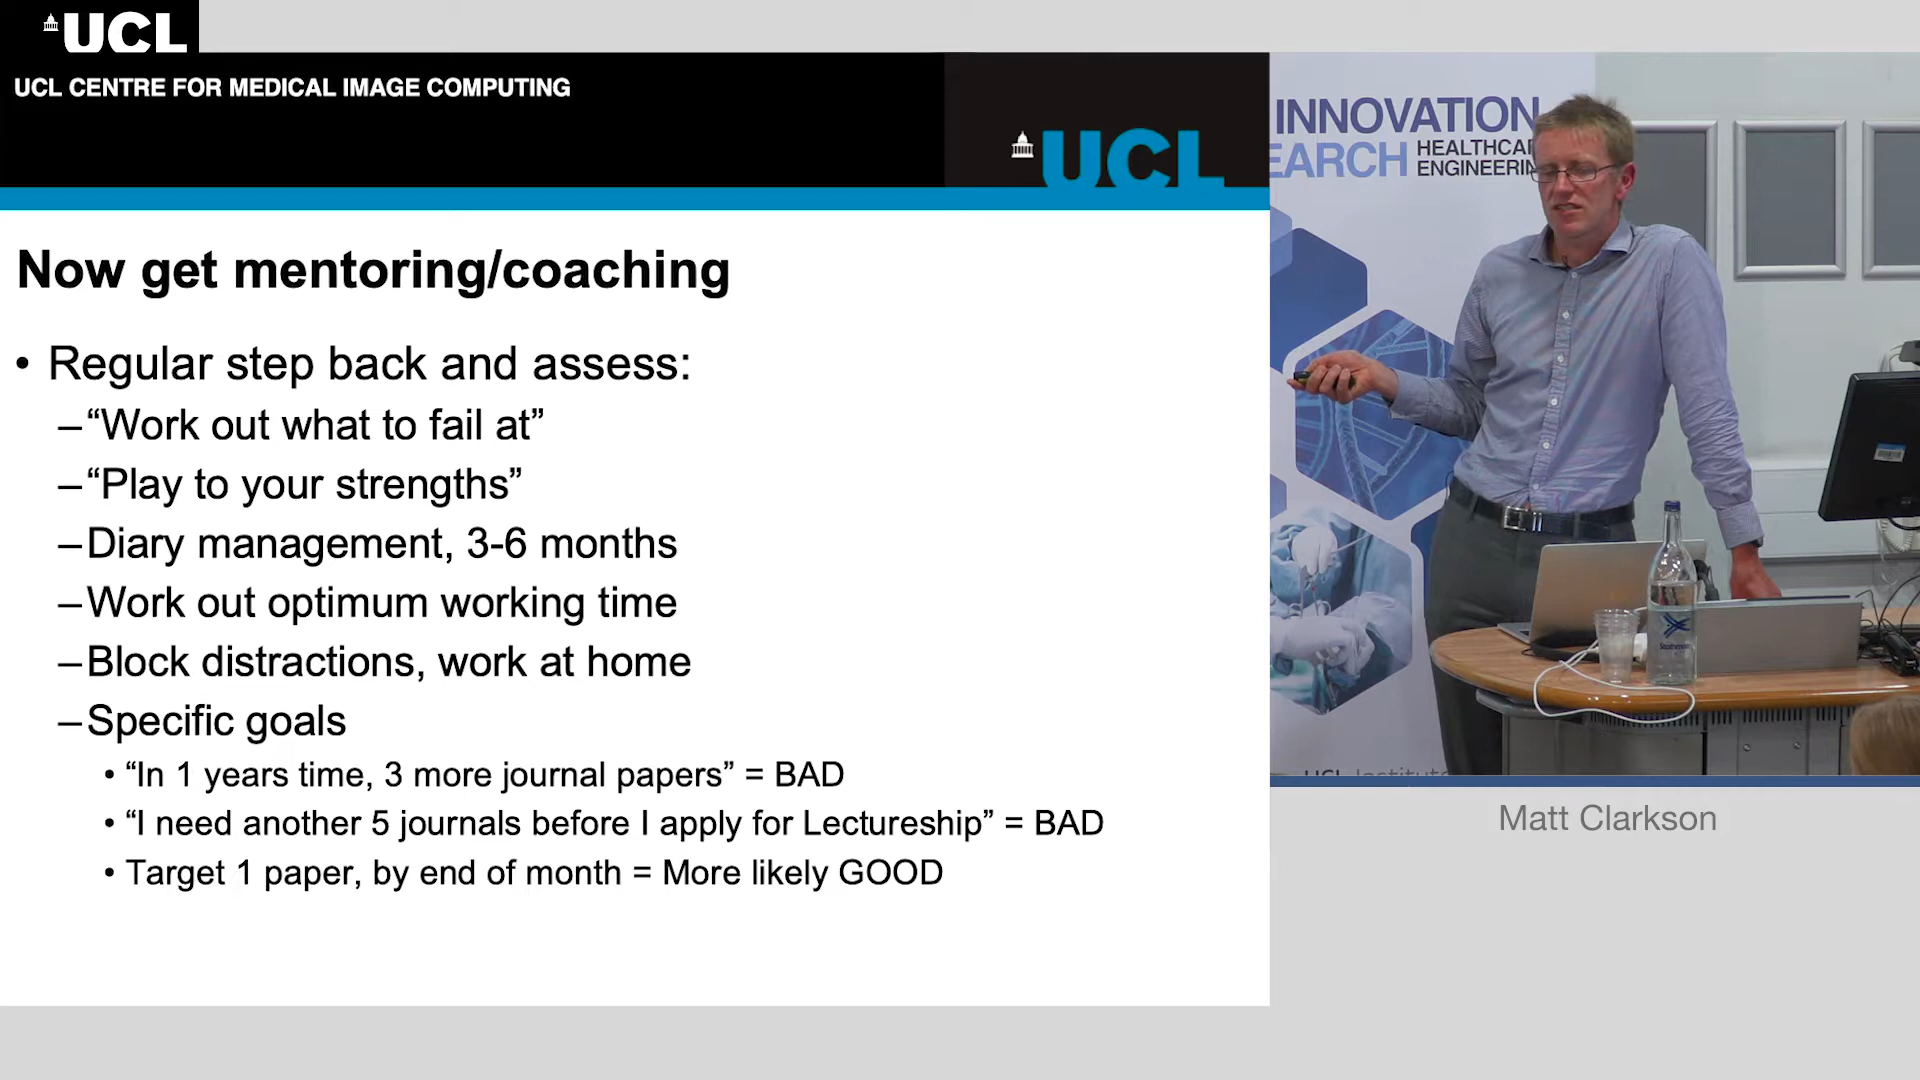 UCL
UCL CENTRE FOR MEDICAL IMAGE COMPUTING
UCL
Now get mentoring/coaching
• Regular step back and assess:
–“Work out what to fail at”
–“Play to your strengths”
–Diary management, 3-6 months
–Work out optimum working time
–Block distractions, work at home
–Specific goals
• “In 1 years time, 3 more journal papers” = BAD
• “I need another 5 journals before I apply for Lectureship” = BAD
• Target 1 paper, by end of month = More likely GOOD
INNOVATION
EARCH HEALTHCA
ENGINEERIN
Matt Clarkson